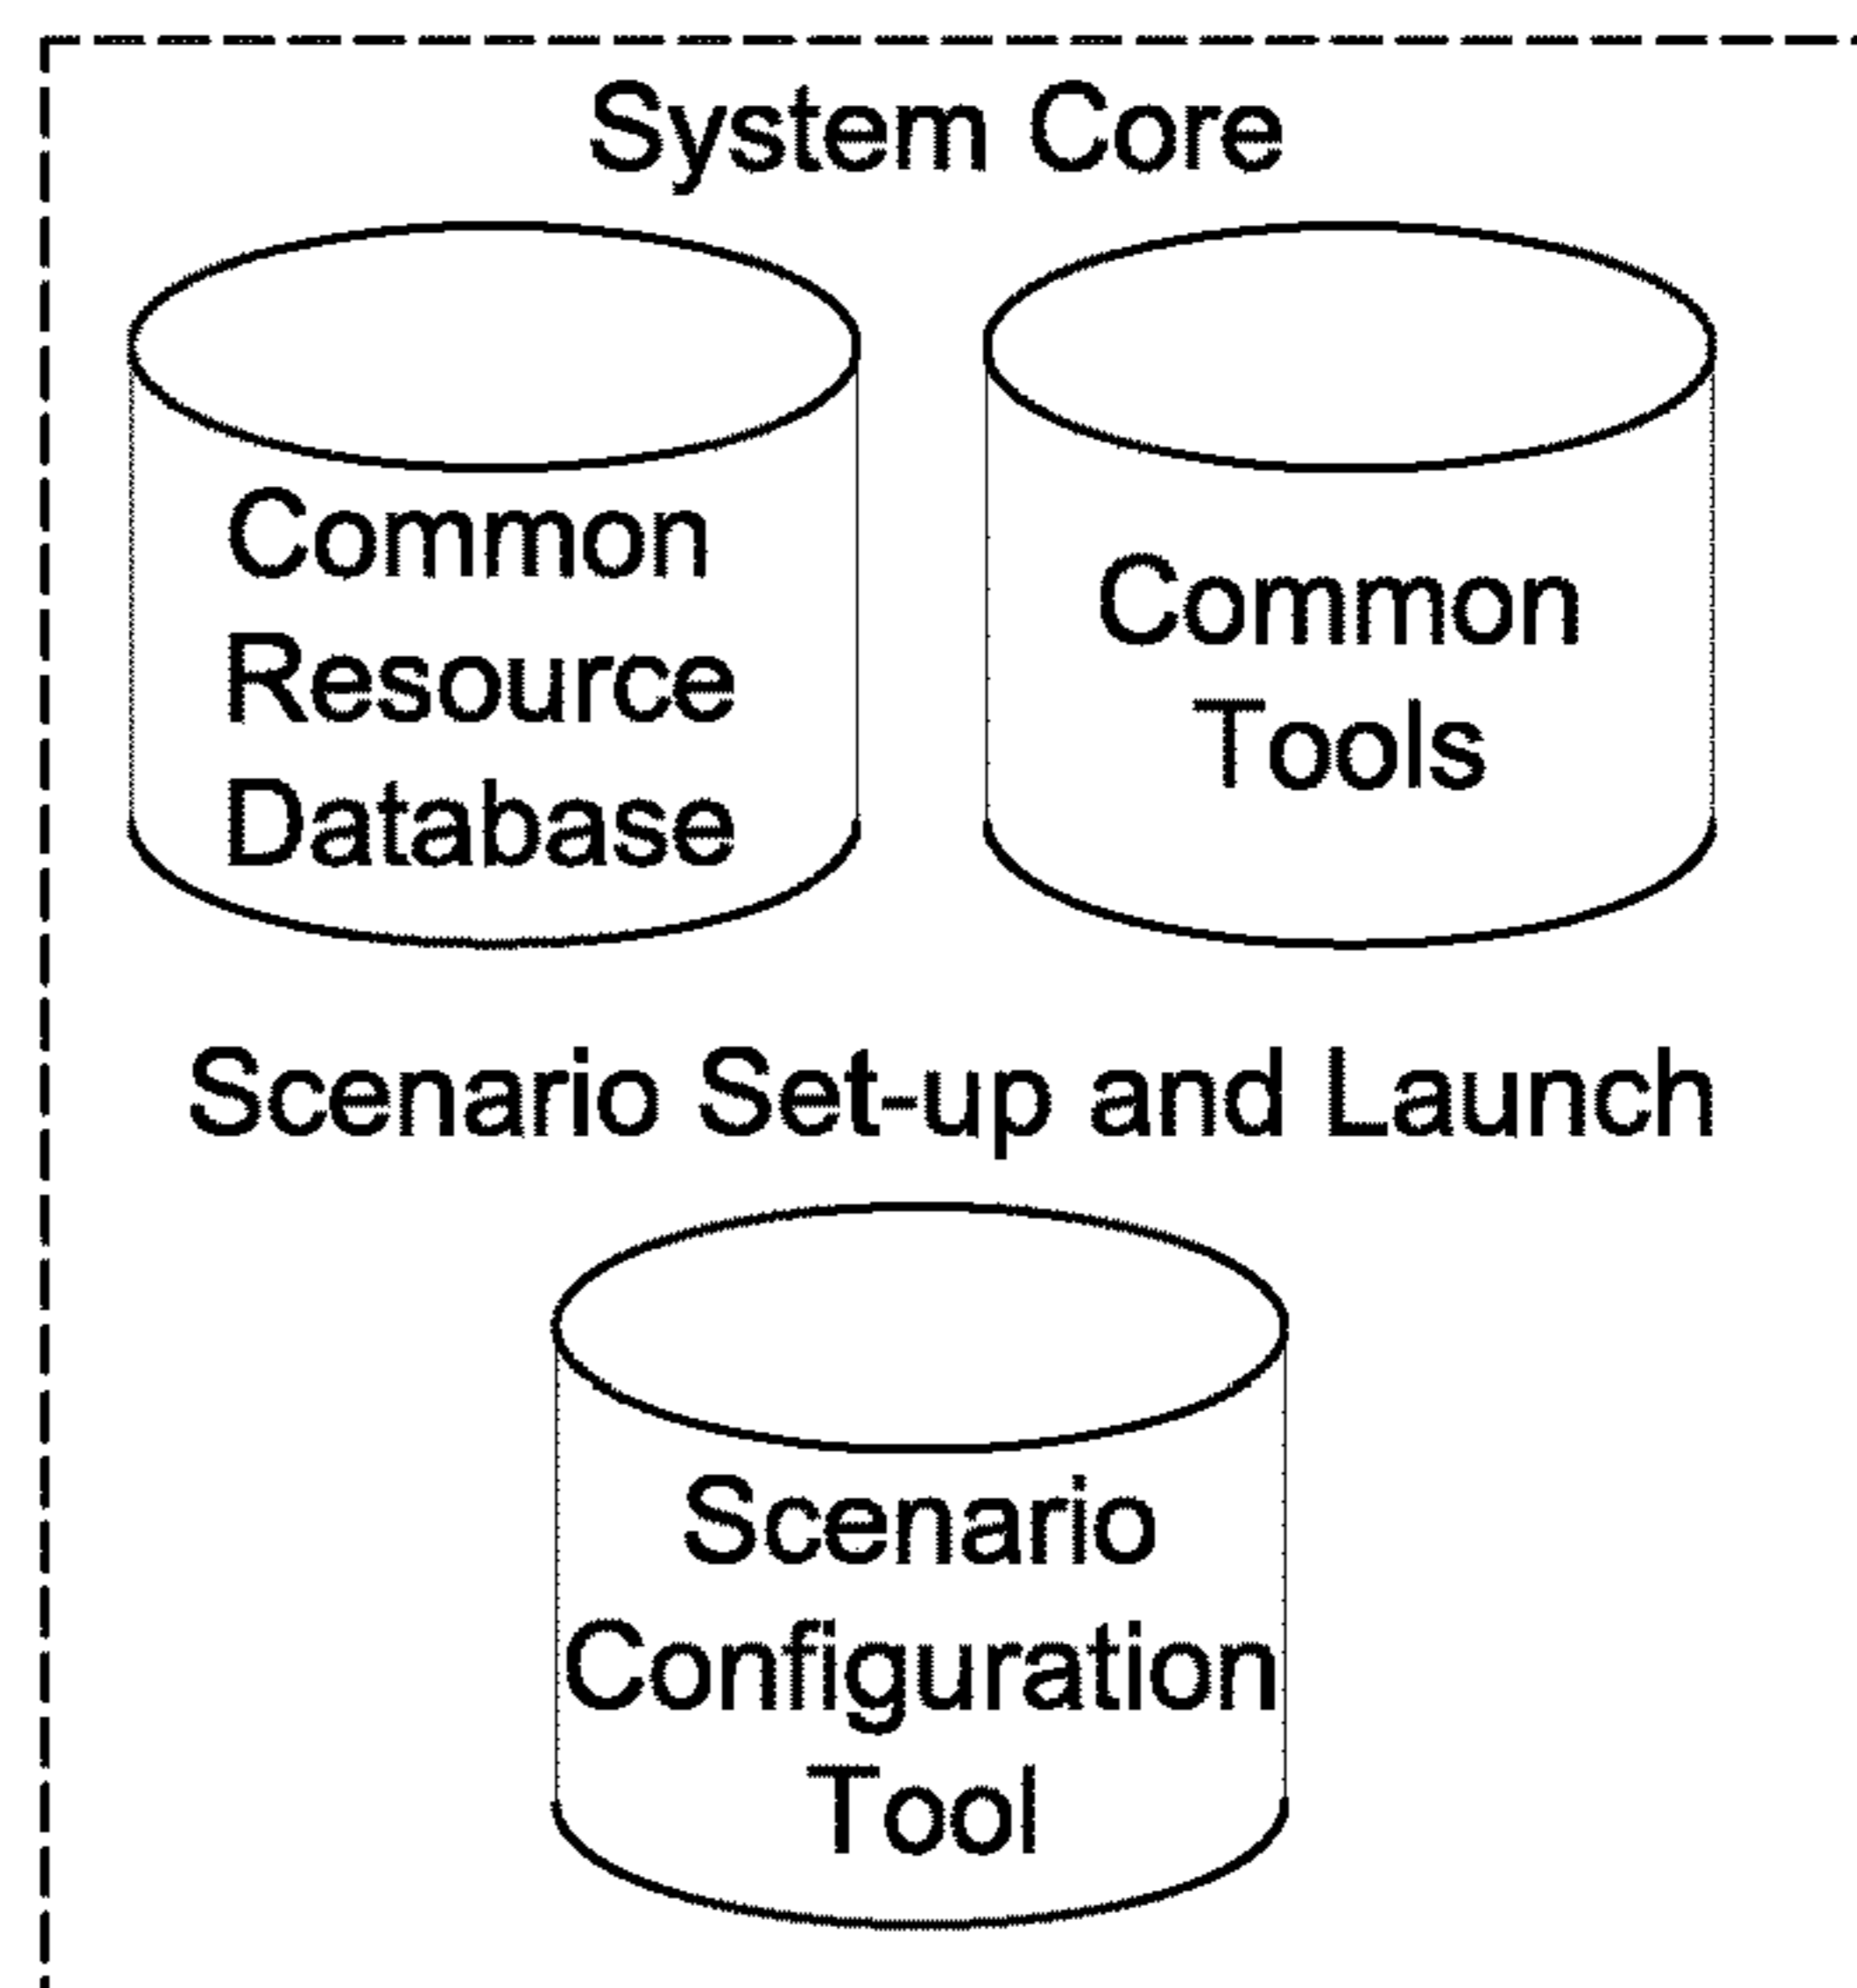 System Core
Common
Resource
Database
Common
Tools
Scenario Set-up and Launch
Scenario
Configuration
Tool